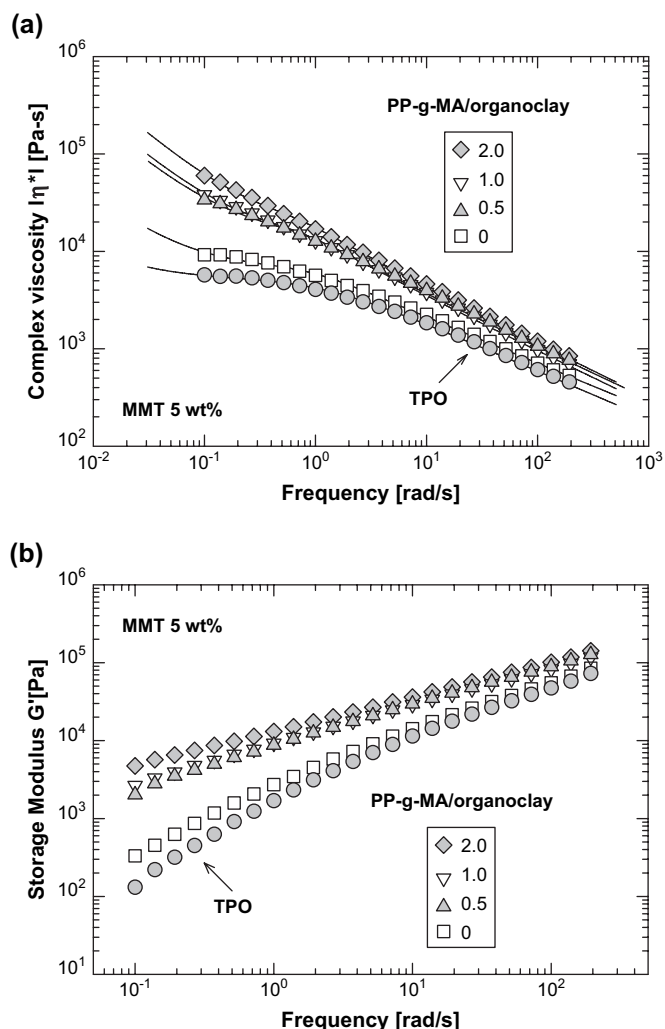 (a)
10^6
10^5
10^4
10^3
10^2
Complex viscosity |η*| [Pa-s]
PP-g-MA/organoclay
2.0
1.0
0.5
0
TPO
MMT 5 wt%
10^-2
10^-1
10^0
10^1
10^2
10^3
Frequency [rad/s]
(b)
10^6
10^5
10^4
10^3
10^2
10^1
Storage Modulus G'[Pa]
MMT 5 wt%
PP-g-MA/organoclay
2.0
1.0
0.5
0
TPO
10^-1
10^0
10^1
10^2
Frequency [rad/s]